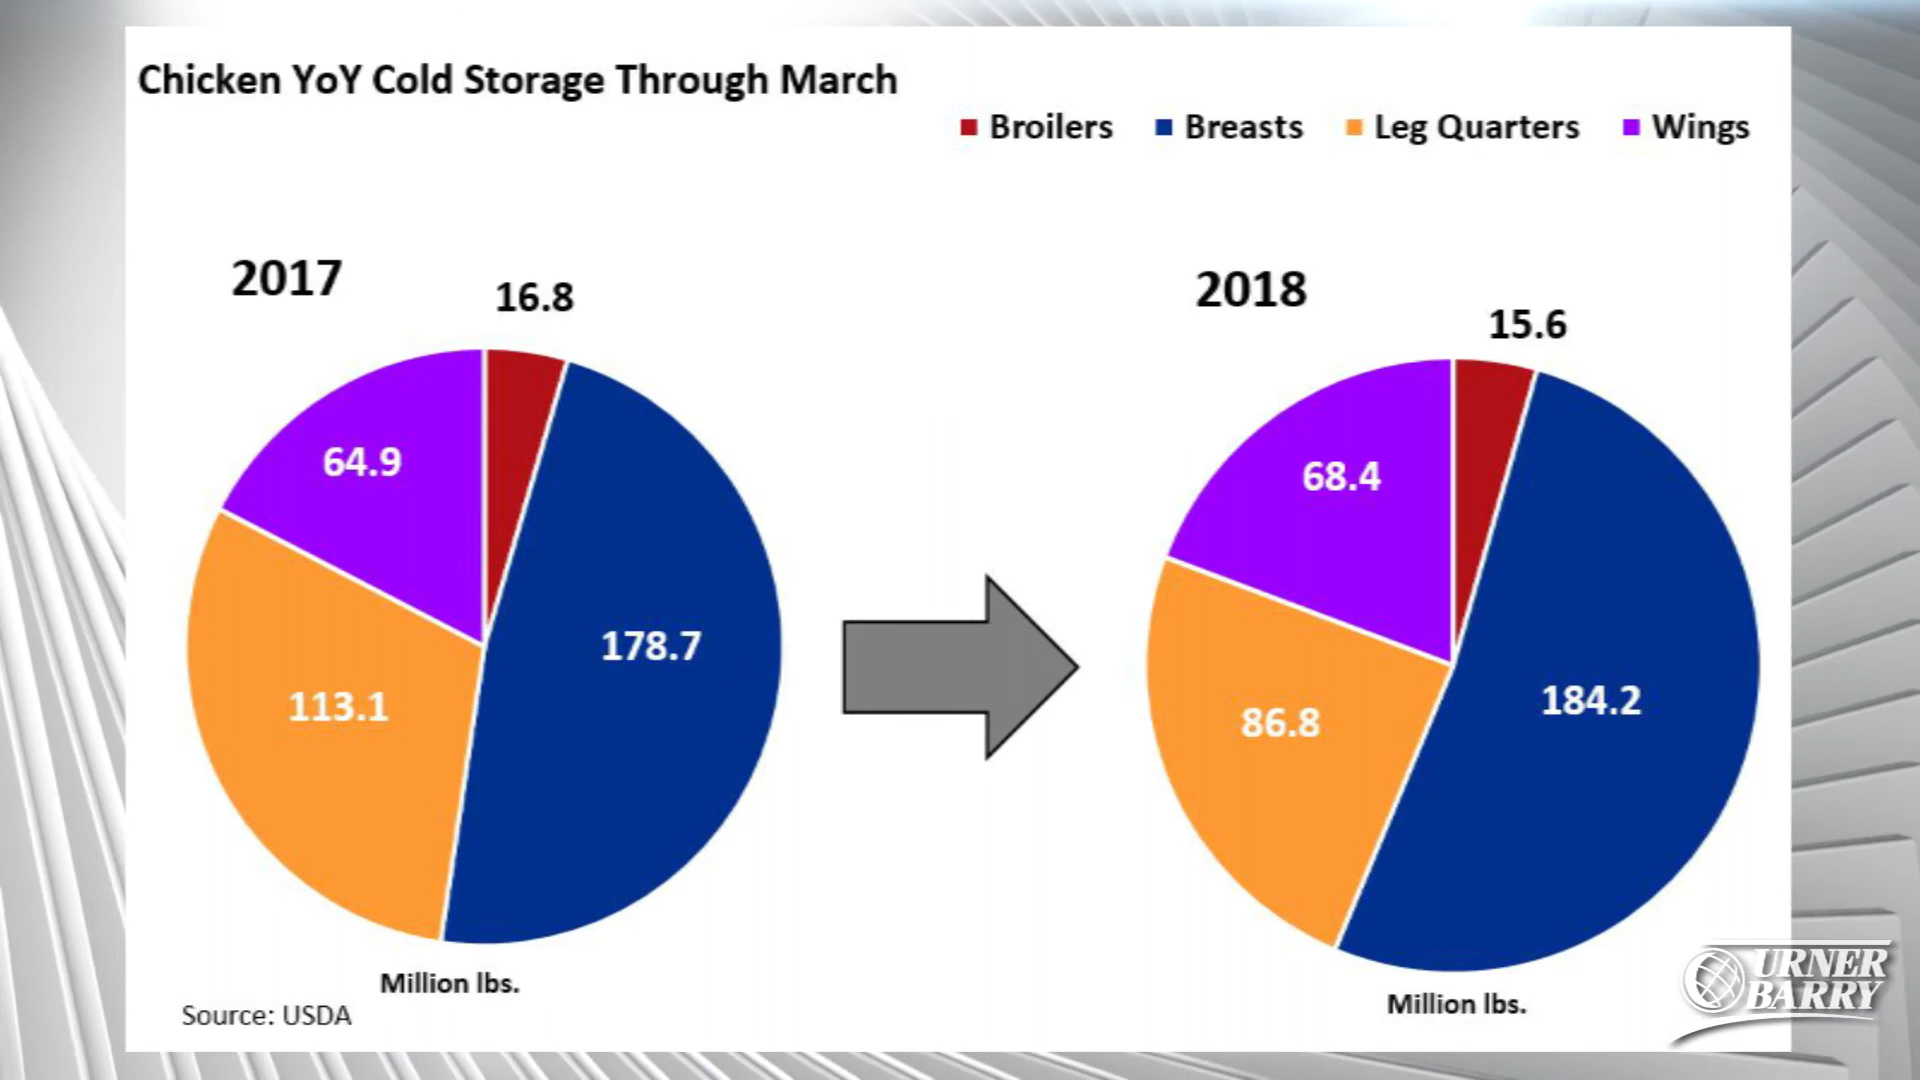 Chicken YoY Cold Storage Through March
Broilers Breasts Leg Quarters Wings
2017
16.8
64.9
178.7
113.1
Million lbs.
Source: USDA
2018
15.6
68.4
184.2
86.8
Million lbs.
URNER
BARRY